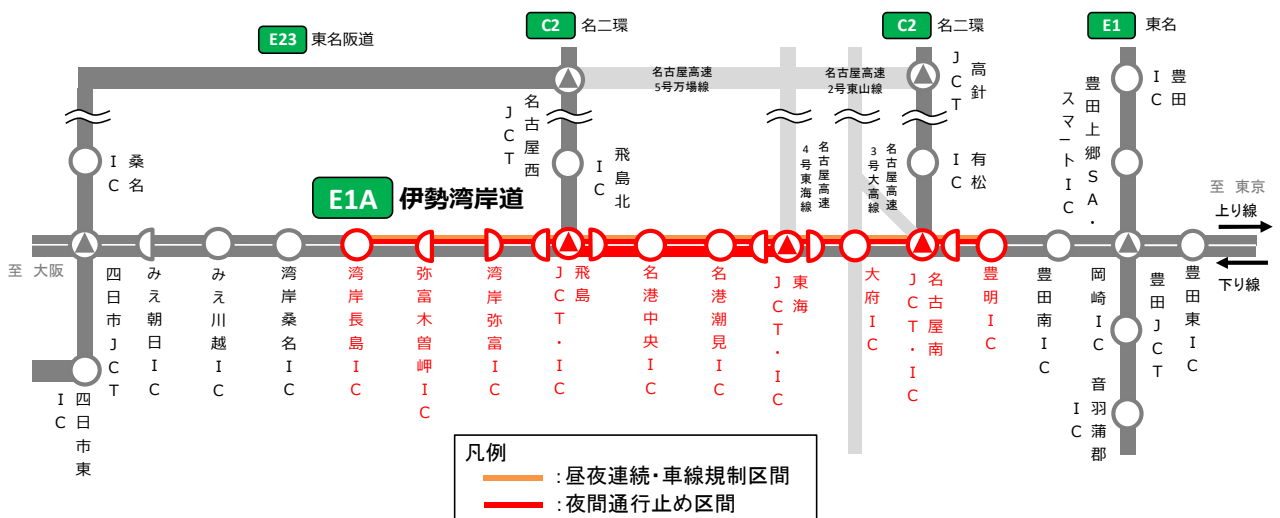 C2 名二環
C2 名二環
E1 東名
E23 東名阪道
名古屋高速
5号万場線
名古屋高速
2号東山線
高針
JCT
豊田
IC
名古屋西
JCT
豊田上郷SA・
スマートIC
桑名
IC
飛島北
IC
名古屋高速
4号東海線
名古屋高速
3号大高線
有松
IC
E1A 伊勢湾岸道
至 東京
上り線
至 大阪
下り線
四日市JCT
みえ朝日IC
みえ川越IC
湾岸桑名IC
湾岸長島IC
弥富木曽岬IC
湾岸弥富IC
飛島
JCT・IC
名港中央IC
名港潮見IC
東海
JCT・IC
大府IC
名古屋南
JCT・IC
豊明IC
豊田南IC
岡崎IC
豊田JCT
豊田東IC
四日市東
IC
音羽蒲郡
IC
凡例
：昼夜連続・車線規制区間
：夜間通行止め区間